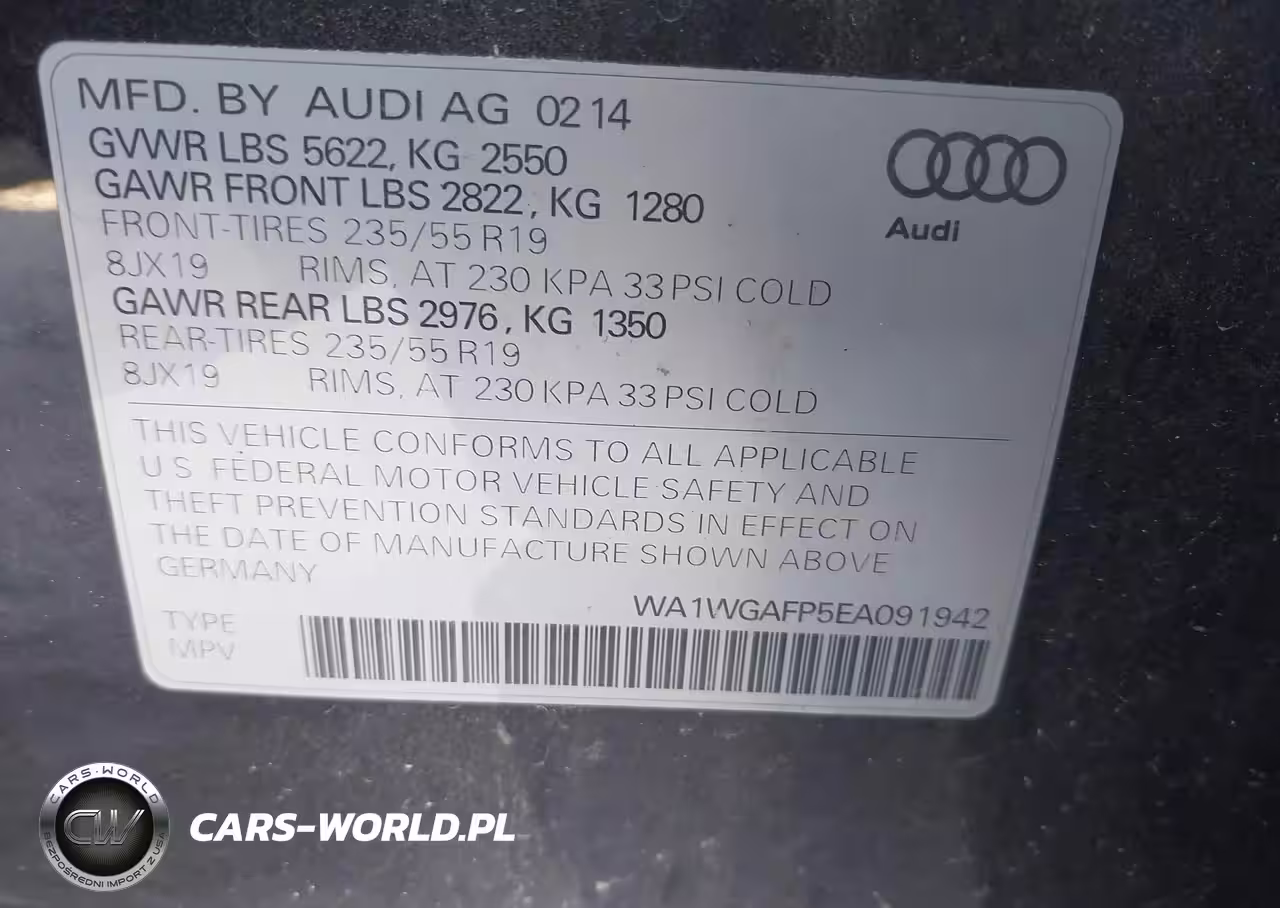 MFD. BY AUDI AG 02 14
GVWR LBS 5622, KG 2550
GAWR FRONT LBS 2822, KG 1280
FRONT-TIRES 235/55 R19
8JX19 RIMS, AT 230 KPA 33 PSI COLD
GAWR REAR LBS 2976, KG 1350
REAR-TIRES 235/55 R19
8JX19 RIMS, AT 230 KPA 33 PSI COLD
Audi
THIS VEHICLE CONFORMS TO ALL APPLICABLE
U S FEDERAL MOTOR VEHICLE SAFETY AND
THEFT PREVENTION STANDARDS IN EFFECT ON
THE DATE OF MANUFACTURE SHOWN ABOVE
GERMANY
WA1WGAFP5EA091942
TYPE
MPV
CARS-WORLD
CW
BEZPOŚREDNI IMPORT Z USA
CARS-WORLD.PL